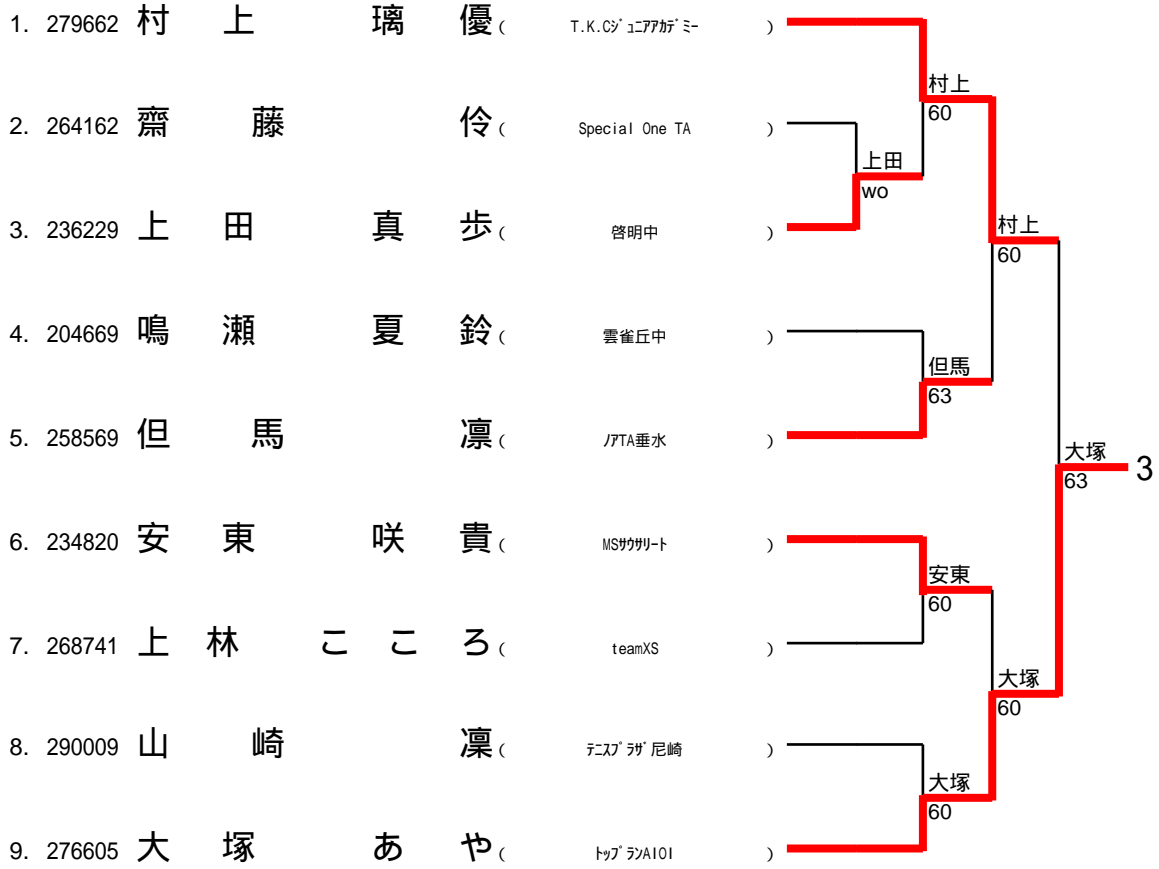 1. 279662 村上 璃優 ( T.K.Cジュニアアカデミー )
村上
60
2. 264162 齋藤 伶 ( Special One TA )
上田
wo
3. 236229 上田 真歩 ( 啓明中 )
村上
60
4. 204669 鳴瀬 夏鈴 ( 雲雀丘中 )
但馬
63
5. 258569 但馬 凛 ( ノアTA垂水 )
大塚
63 3
6. 234820 安東 咲貴 ( MSサウサリート )
安東
60
7. 268741 上林 こころ ( teamXS )
大塚
60
8. 290009 山崎 凜 ( テニスプラザ尼崎 )
大塚
60
9. 276605 大塚 あや ( トップランAIOI )